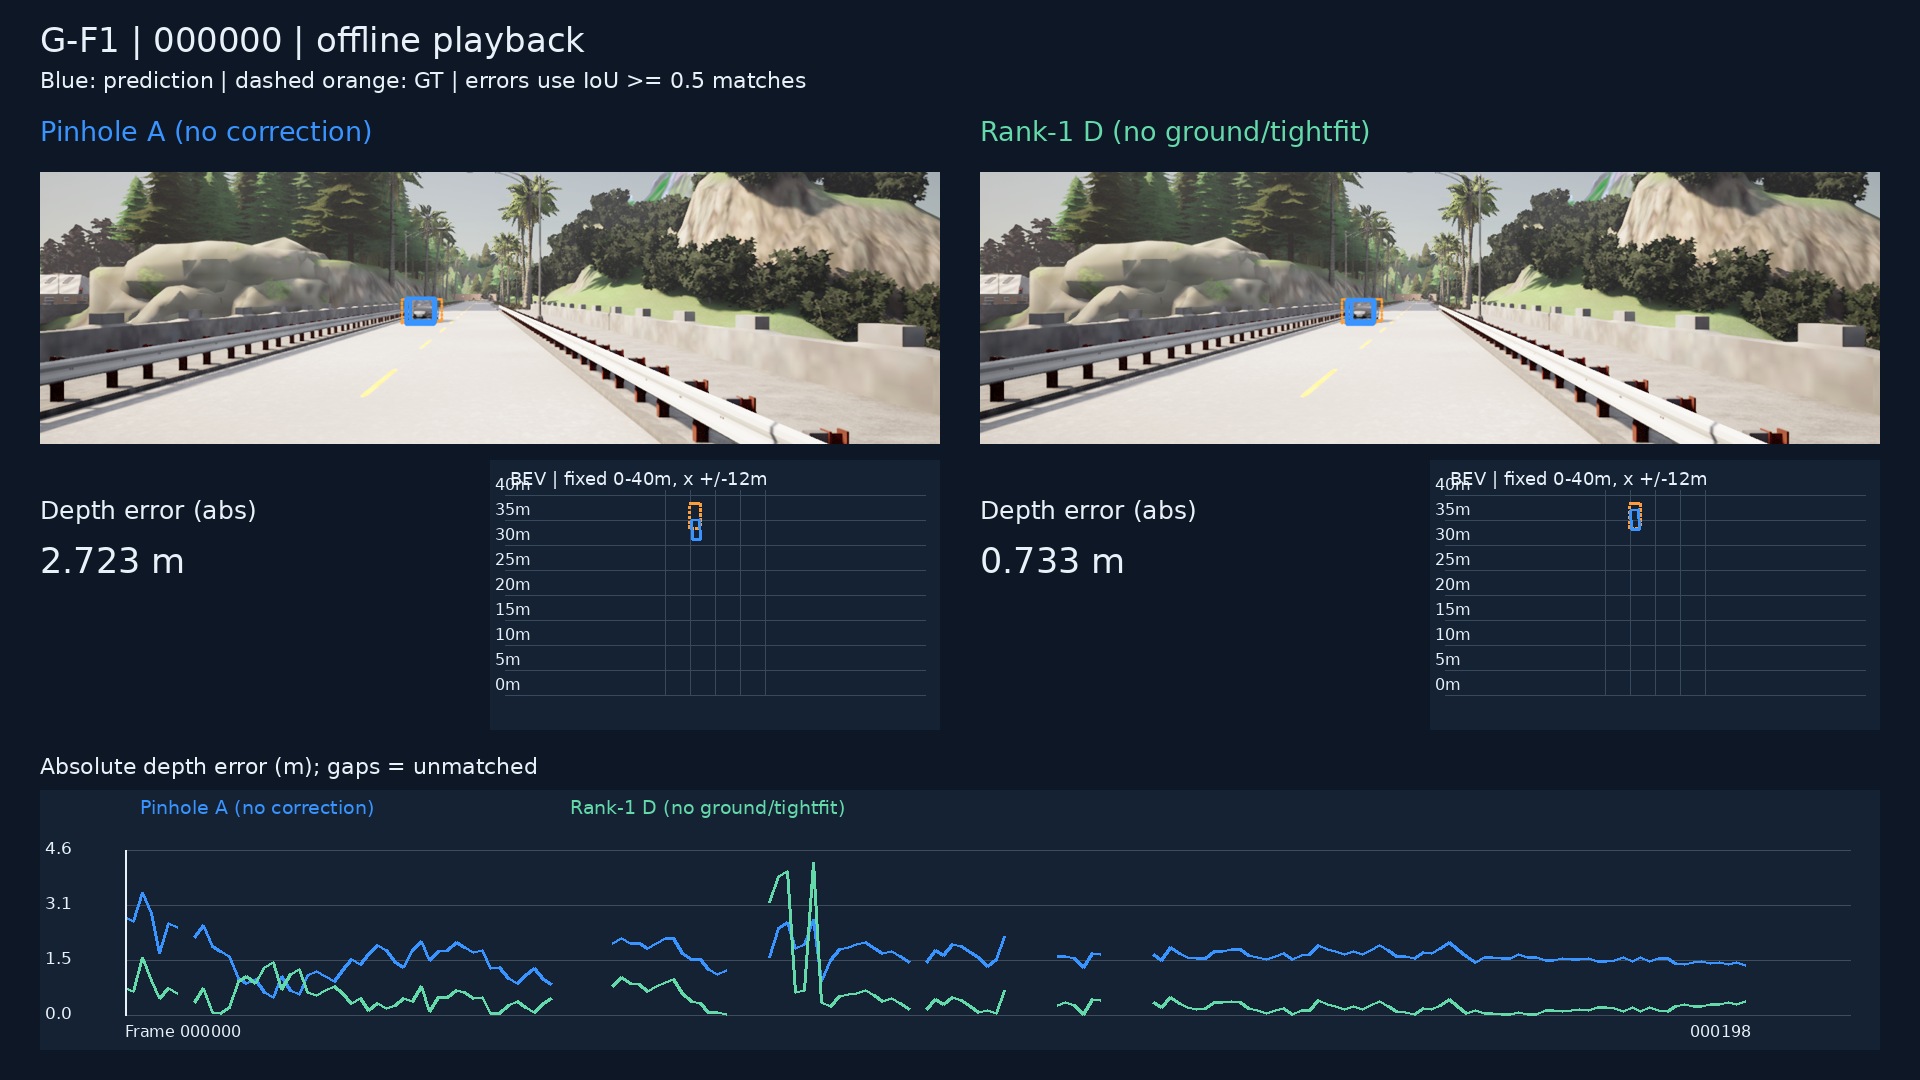 G-F1 | 000000 | offline playback
Blue: prediction | dashed orange: GT | errors use IoU >= 0.5 matches
Pinhole A (no correction)
Rank-1 D (no ground/tightfit)
BEV | fixed 0-40m, x +/-12m
40m
35m
30m
25m
20m
15m
10m
5m
0m
Depth error (abs)
2.723 m
BEV | fixed 0-40m, x +/-12m
40m
35m
30m
25m
20m
15m
10m
5m
0m
Depth error (abs)
0.733 m
Absolute depth error (m); gaps = unmatched
Pinhole A (no correction)
Rank-1 D (no ground/tightfit)
4.6
3.1
1.5
0.0
Frame 000000
000198